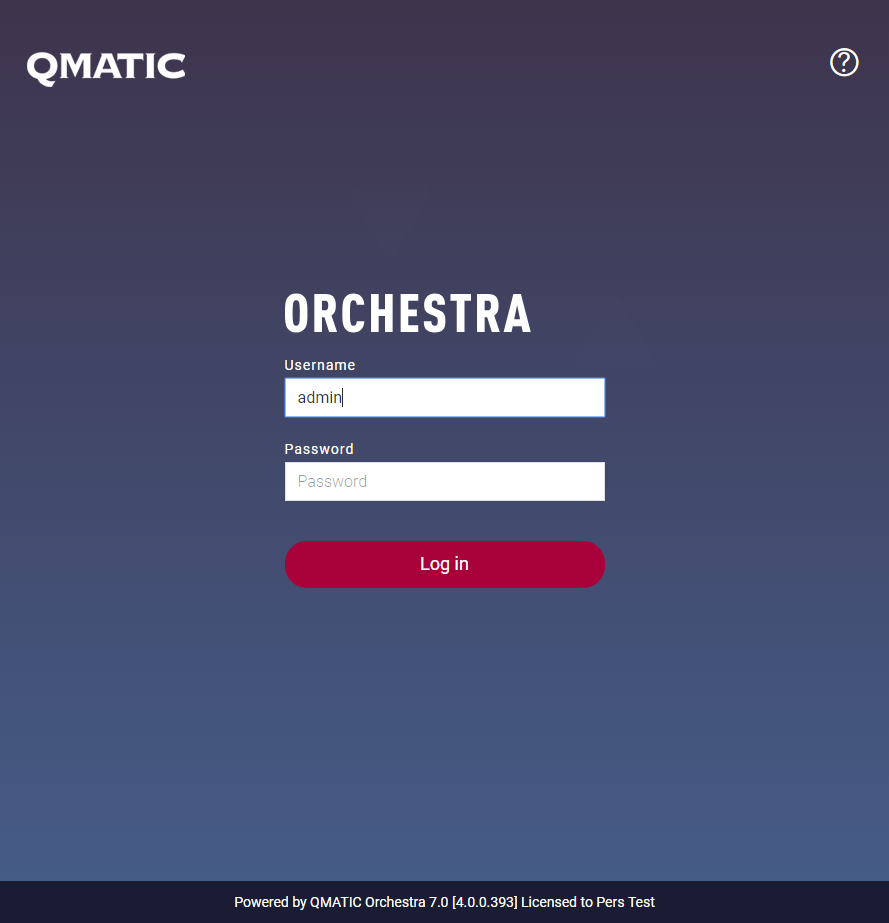 QMATIC
?
ORCHESTRA
Username
admin
Password
Password
Log in
Powered by QMATIC Orchestra 7.0 [4.0.0.393] Licensed to Pers Test